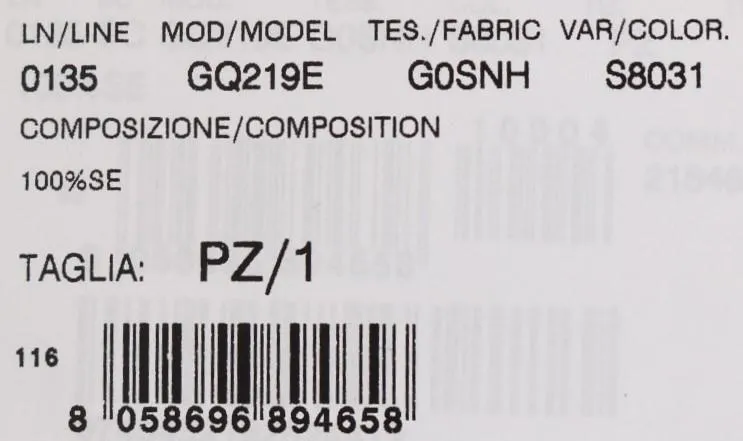 LN/LINE MOD/MODEL TES./FABRIC VAR/COLOR.
0135 GQ219E G0SNH S8031
COMPOSIZIONE/COMPOSITION
100%SE
TAGLIA: PZ/1
116
8 058696 894658